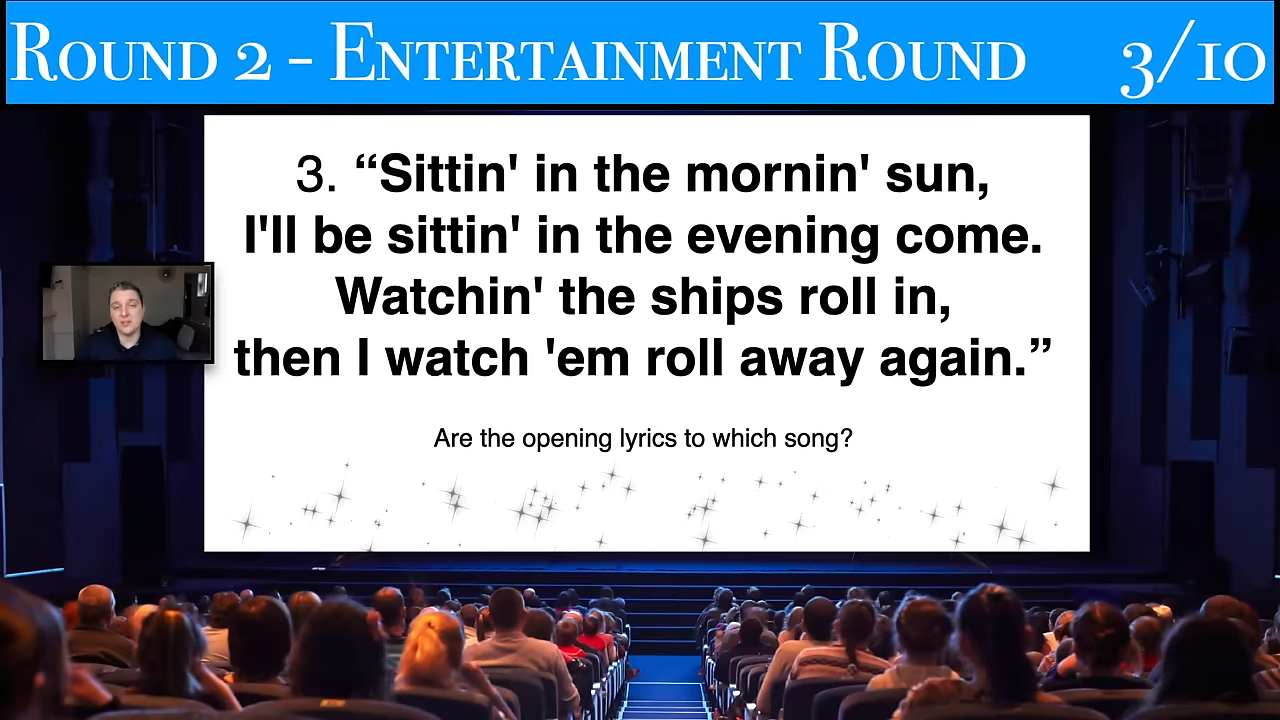 Round 2 - Entertainment Round 3/10
3. “Sittin' in the mornin' sun,
I'll be sittin' in the evening come.
Watchin' the ships roll in,
then I watch 'em roll away again.”
Are the opening lyrics to which song?